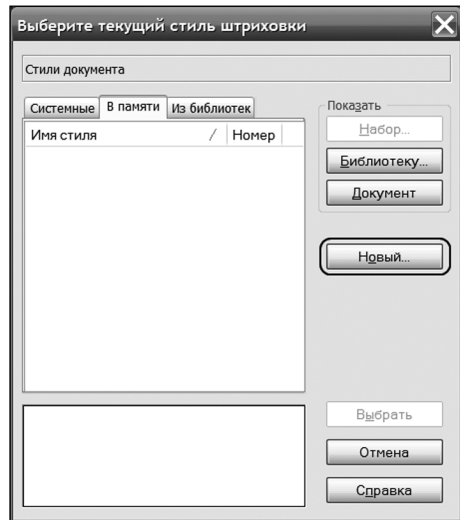 Выберите текущий стиль штриховки
Стили документа
Системные В памяти Из библиотек
Имя стиля / Номер
Показать
Набор...
Библиотеку...
Документ
Новый...
Выбрать
Отмена
Справка